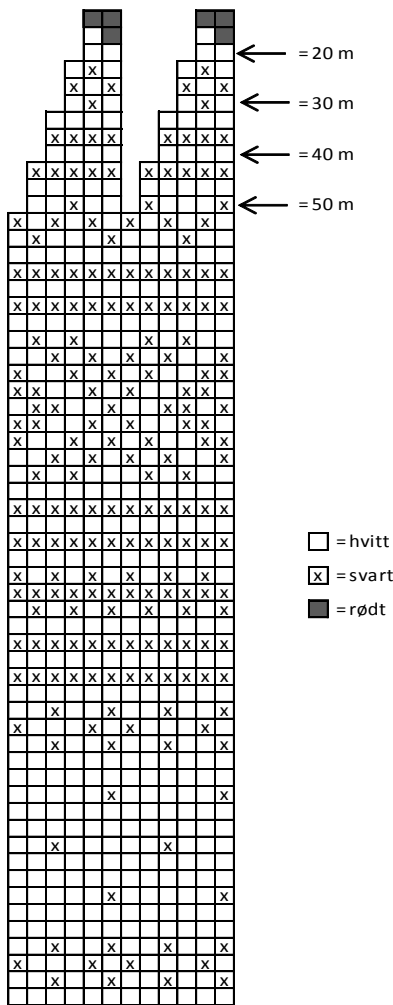 = 20 m
= 30 m
= 40 m
= 50 m
= hvitt
x = svart
= rødt